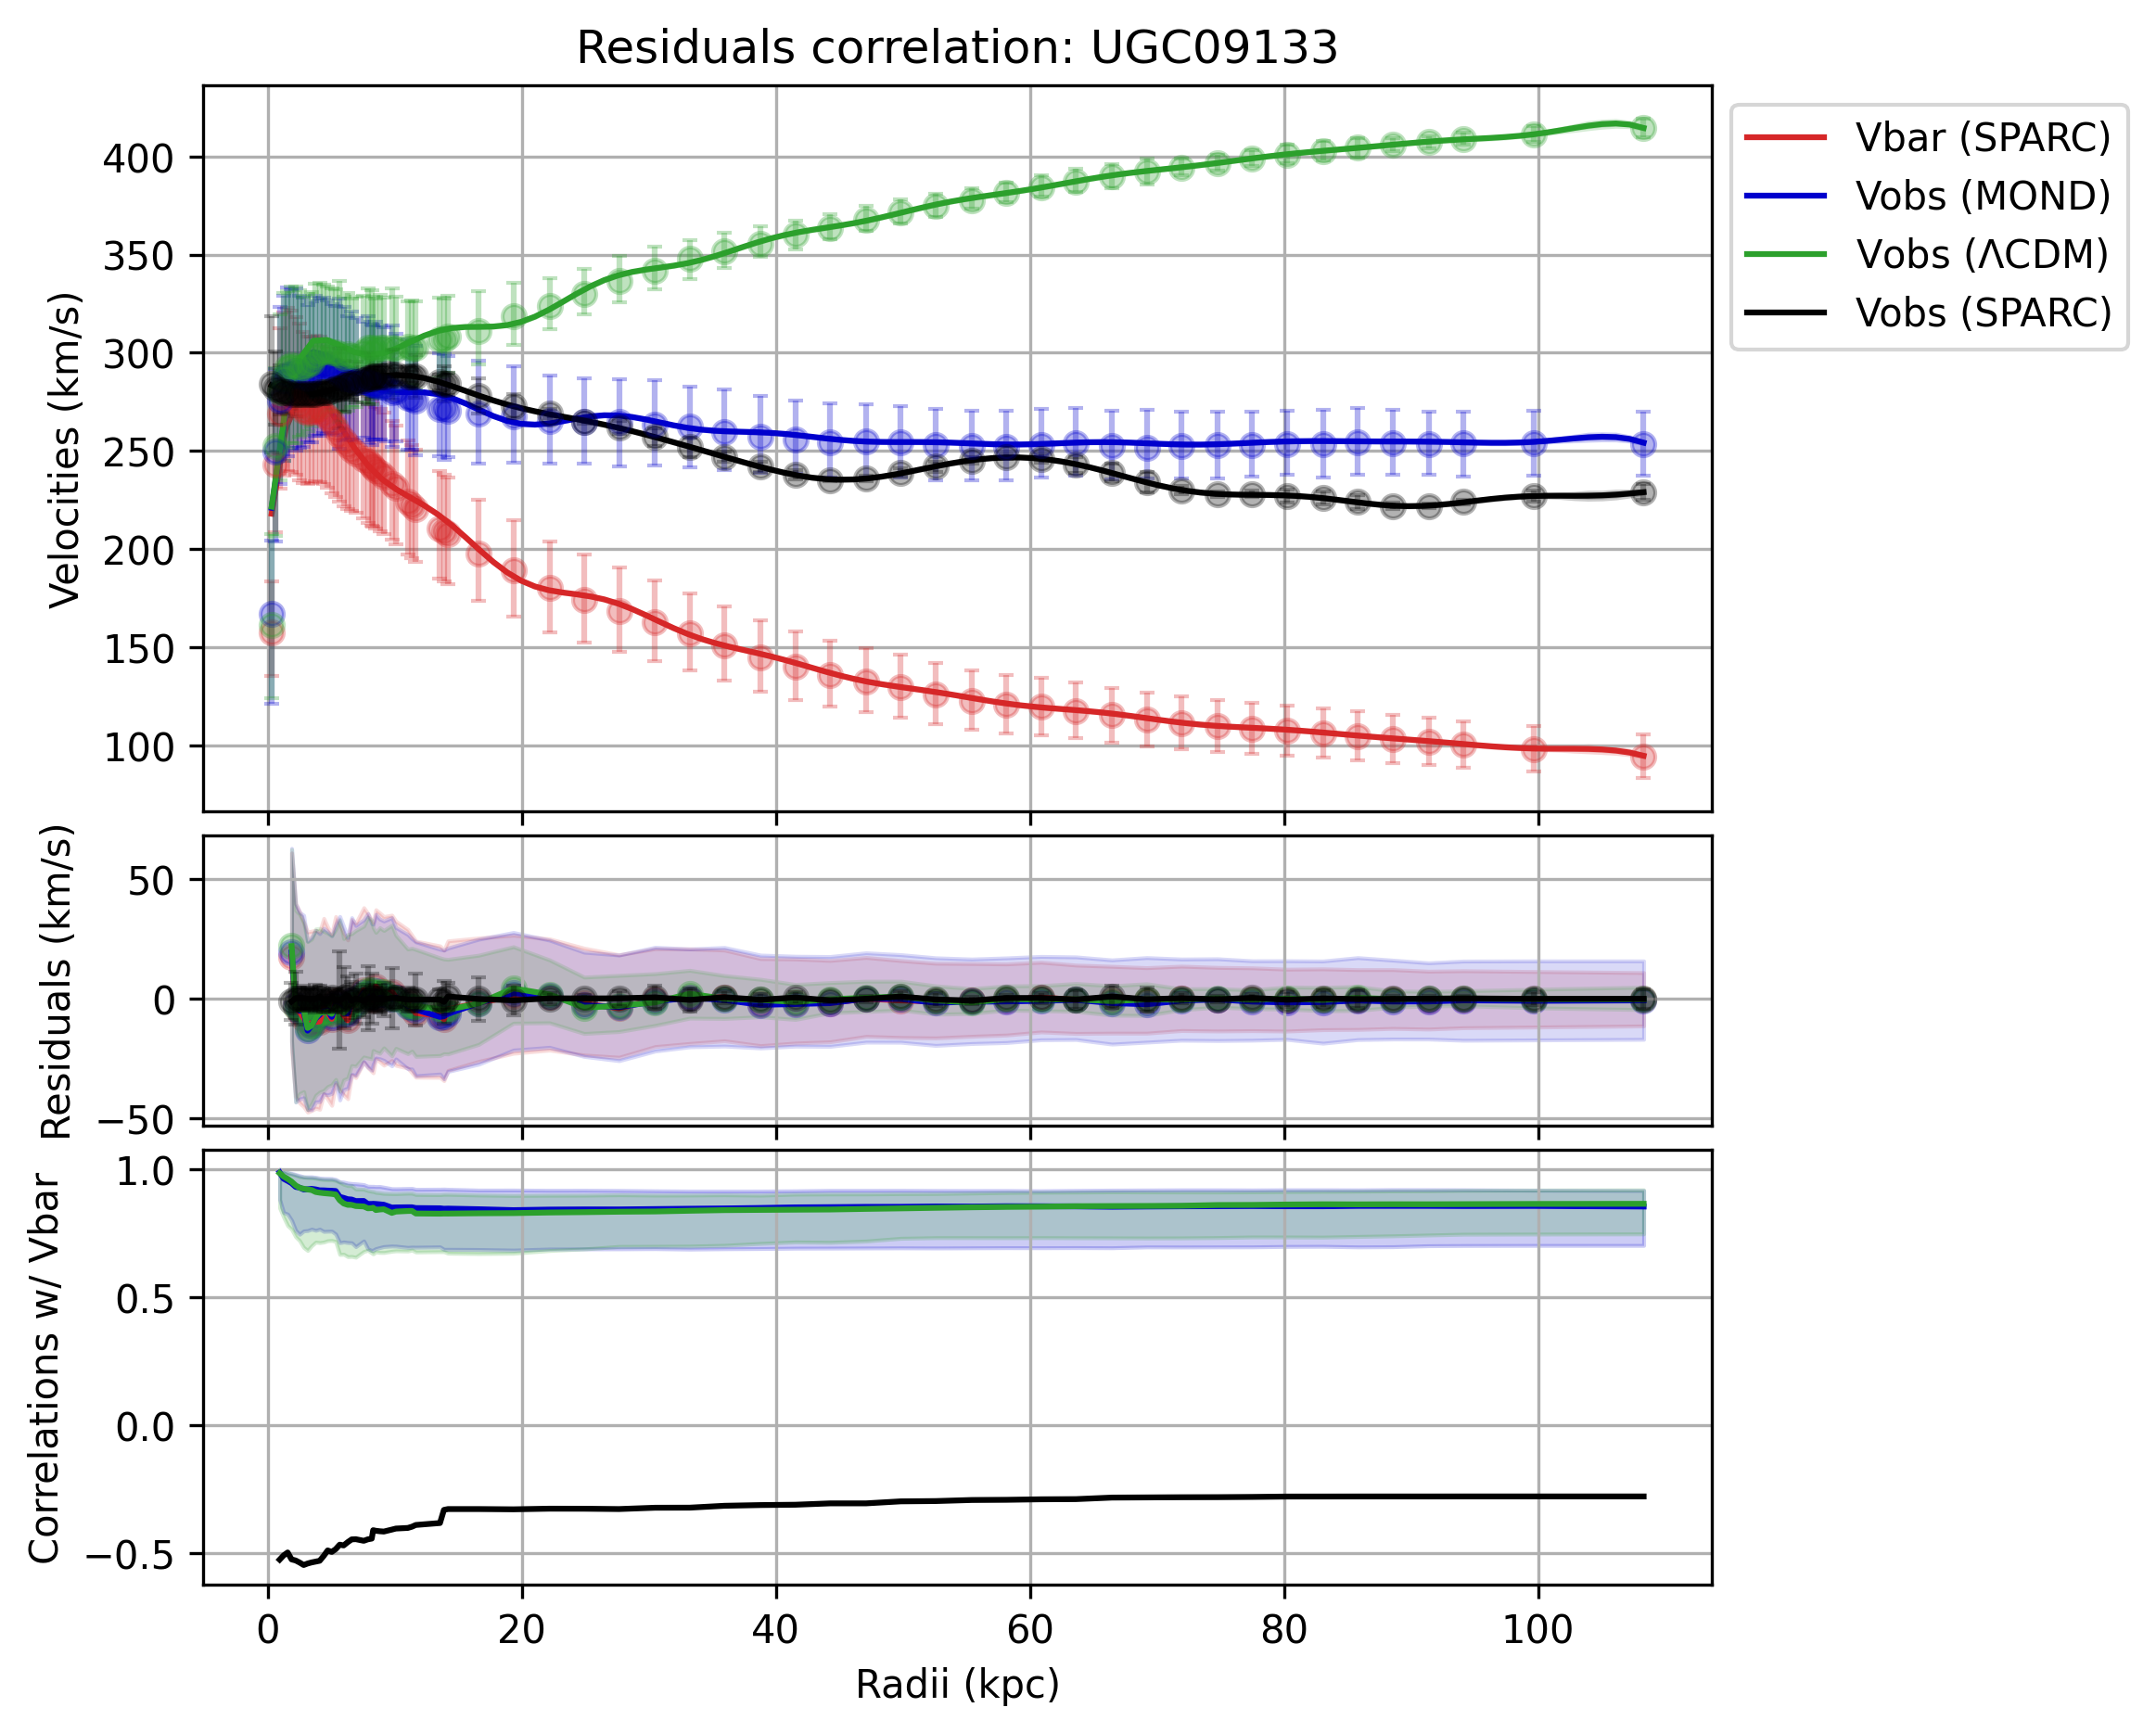 Residuals correlation: UGC09133
Vbar (SPARC)
Vobs (MOND)
Vobs (ΛCDM)
Vobs (SPARC)
Velocities (km/s)
400
350
300
250
200
150
100
Residuals (km/s)
50
0
−50
Correlations w/ Vbar
1.0
0.5
0.0
−0.5
0 20 40 60 80 100
Radii (kpc)